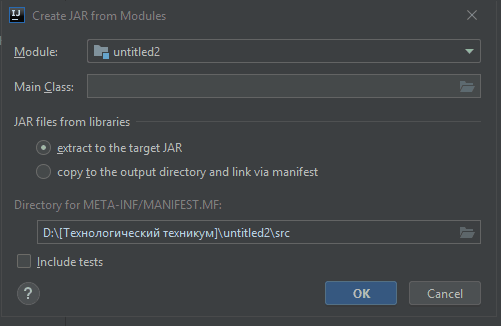 Create JAR from Modules
Module: untitled2
Main Class:
JAR files from libraries
extract to the target JAR
copy to the output directory and link via manifest
Directory for META-INF/MANIFEST.MF:
D:\[Технологический техникум]\untitled2\src
Include tests
? OK Cancel